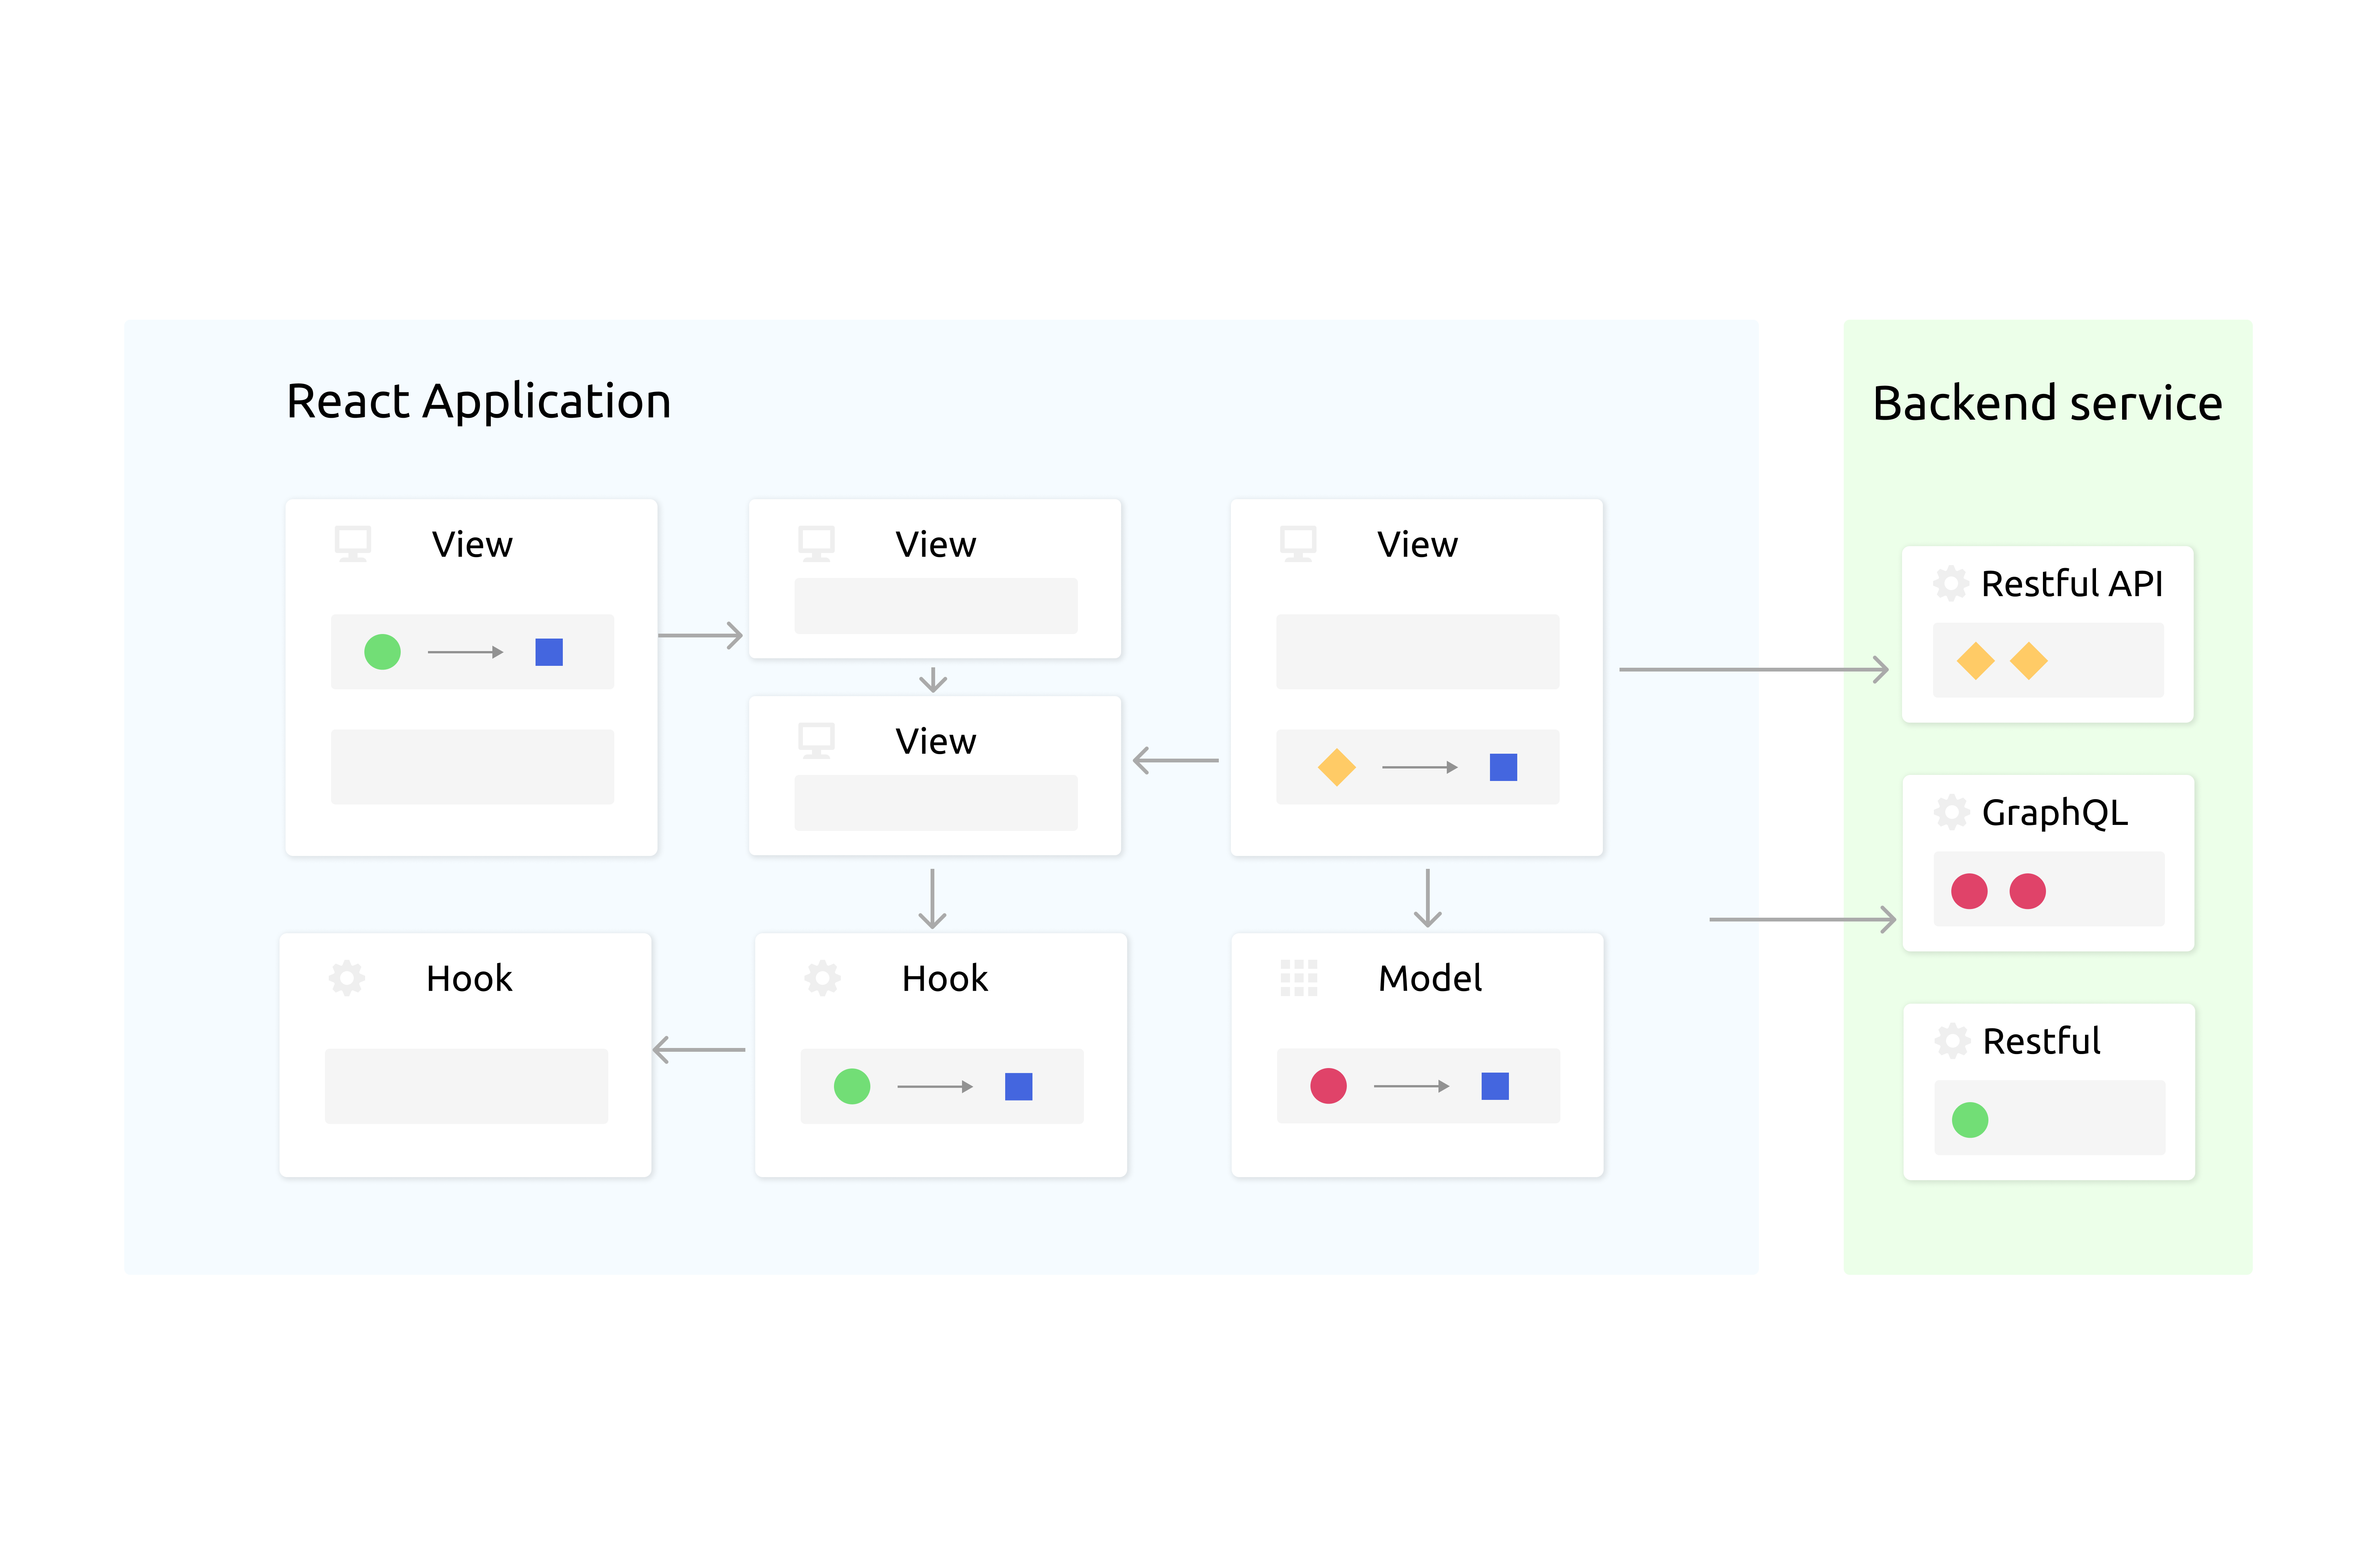 React Application
Backend service
View
View
View
Restful API
View
GraphQL
Hook
Hook
Model
Restful